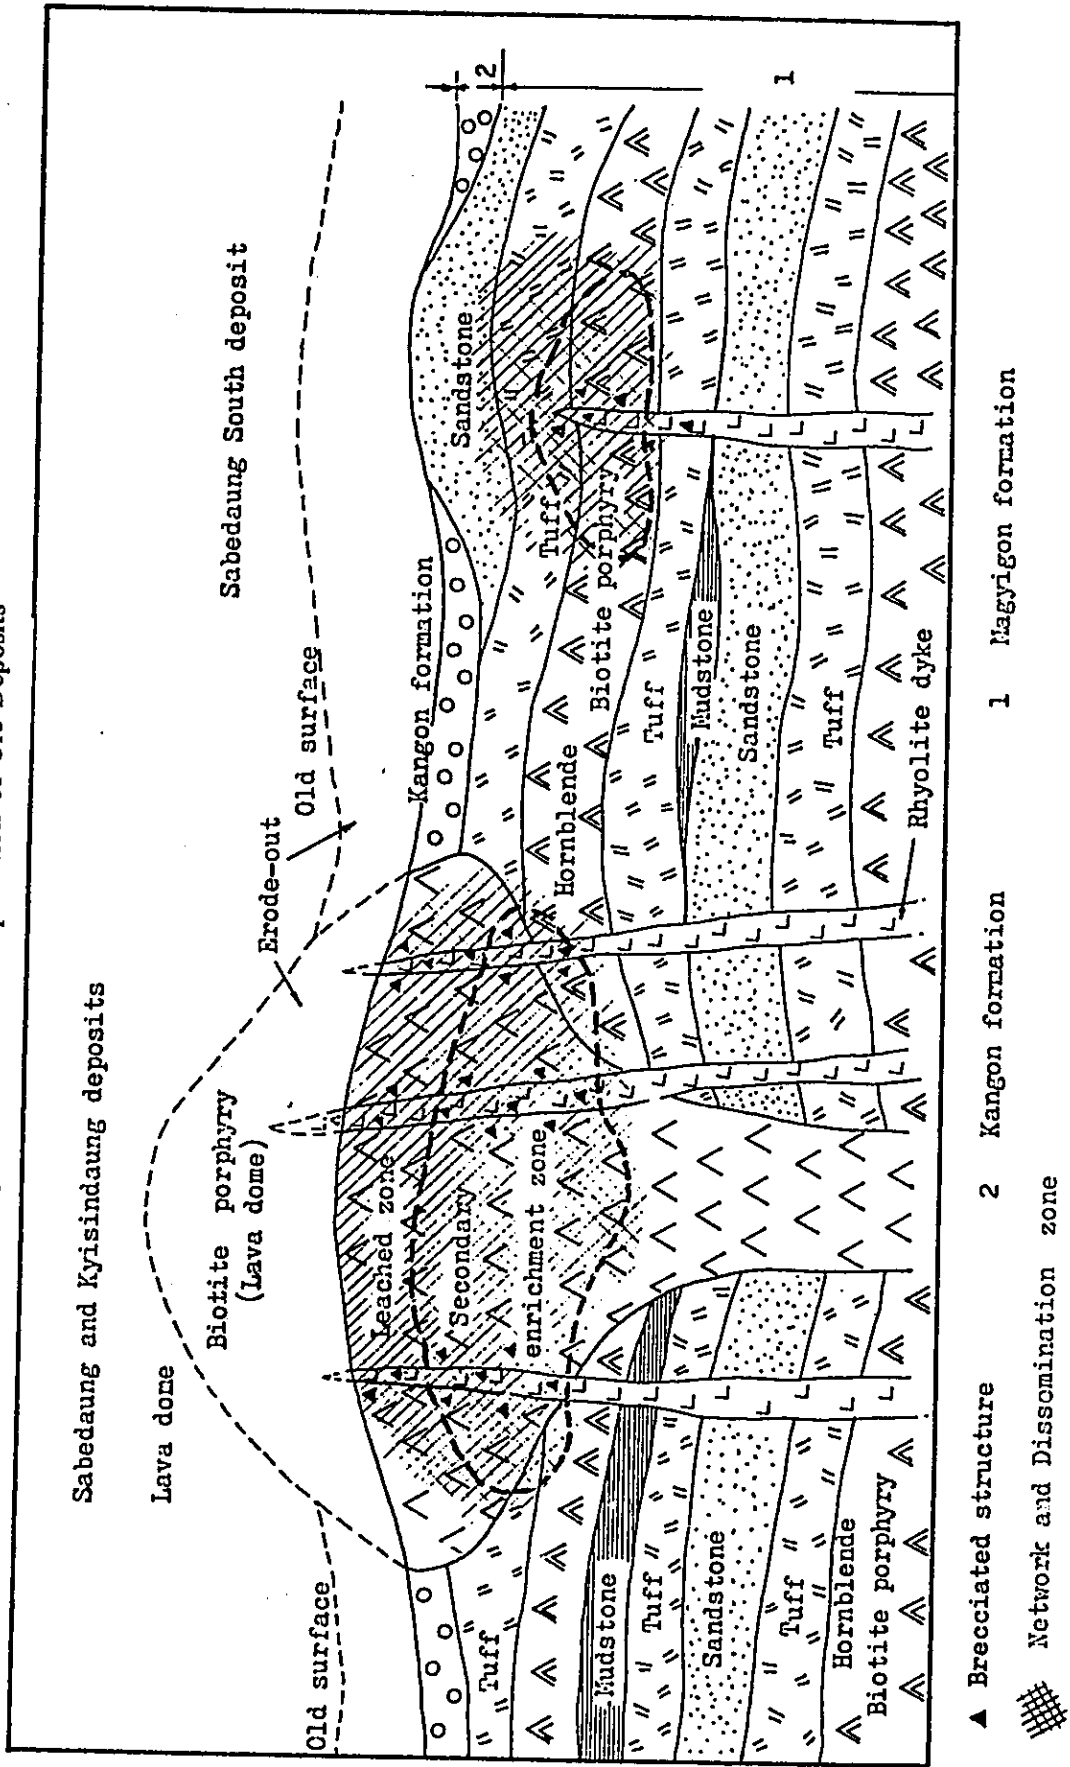 Deposits
Sabedaung and Kyisindaung deposits
Lava dome
Biotite porphyry
(Lava dome)
Erode-out
Old surface
Old surface
Sabedaung South deposit
Kangon formation
Leached zone
Secondary
enrichment zone
Hornblende
Biotite porphyry
Tuff
Sandstone
2
1
Tuff
Mudstone
Tuff
Sandstone
Tuff
Hornblende
Biotite porphyry
Tuff
Mudstone
Sandstone
Tuff
Rhyolite dyke
▲ Brecciated structure
2 Kangon formation
1 Magyigon formation
Network and Dissomination zone